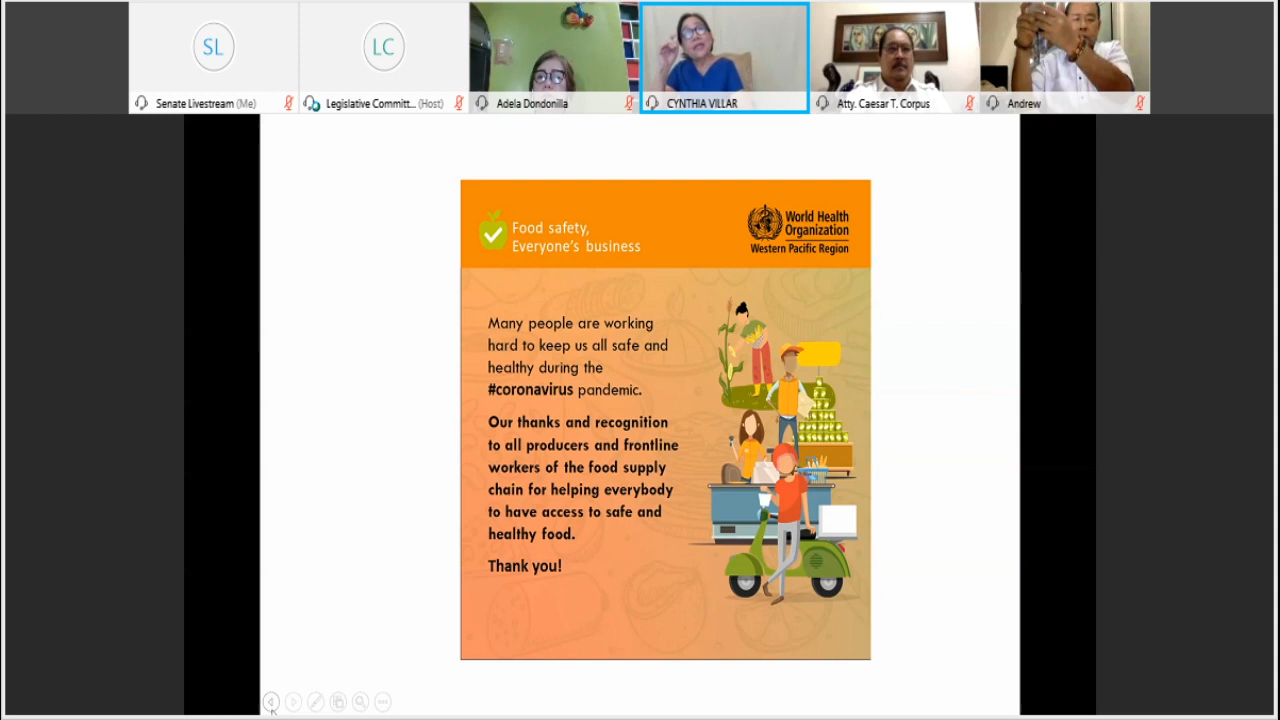 SL
LC
Senate Livestream (Me)
Legislative Committ... (Host)
Adela Dondonilla
CYNTHIA VILLAR
Atty. Caesar T. Corpus
Andrew
Food safety,
Everyone's business
World Health
Organization
Western Pacific Region
Many people are working
hard to keep us all safe and
healthy during the
#coronavirus pandemic.
Our thanks and recognition
to all producers and frontline
workers of the food supply
chain for helping everybody
to have access to safe and
healthy food.
Thank you!